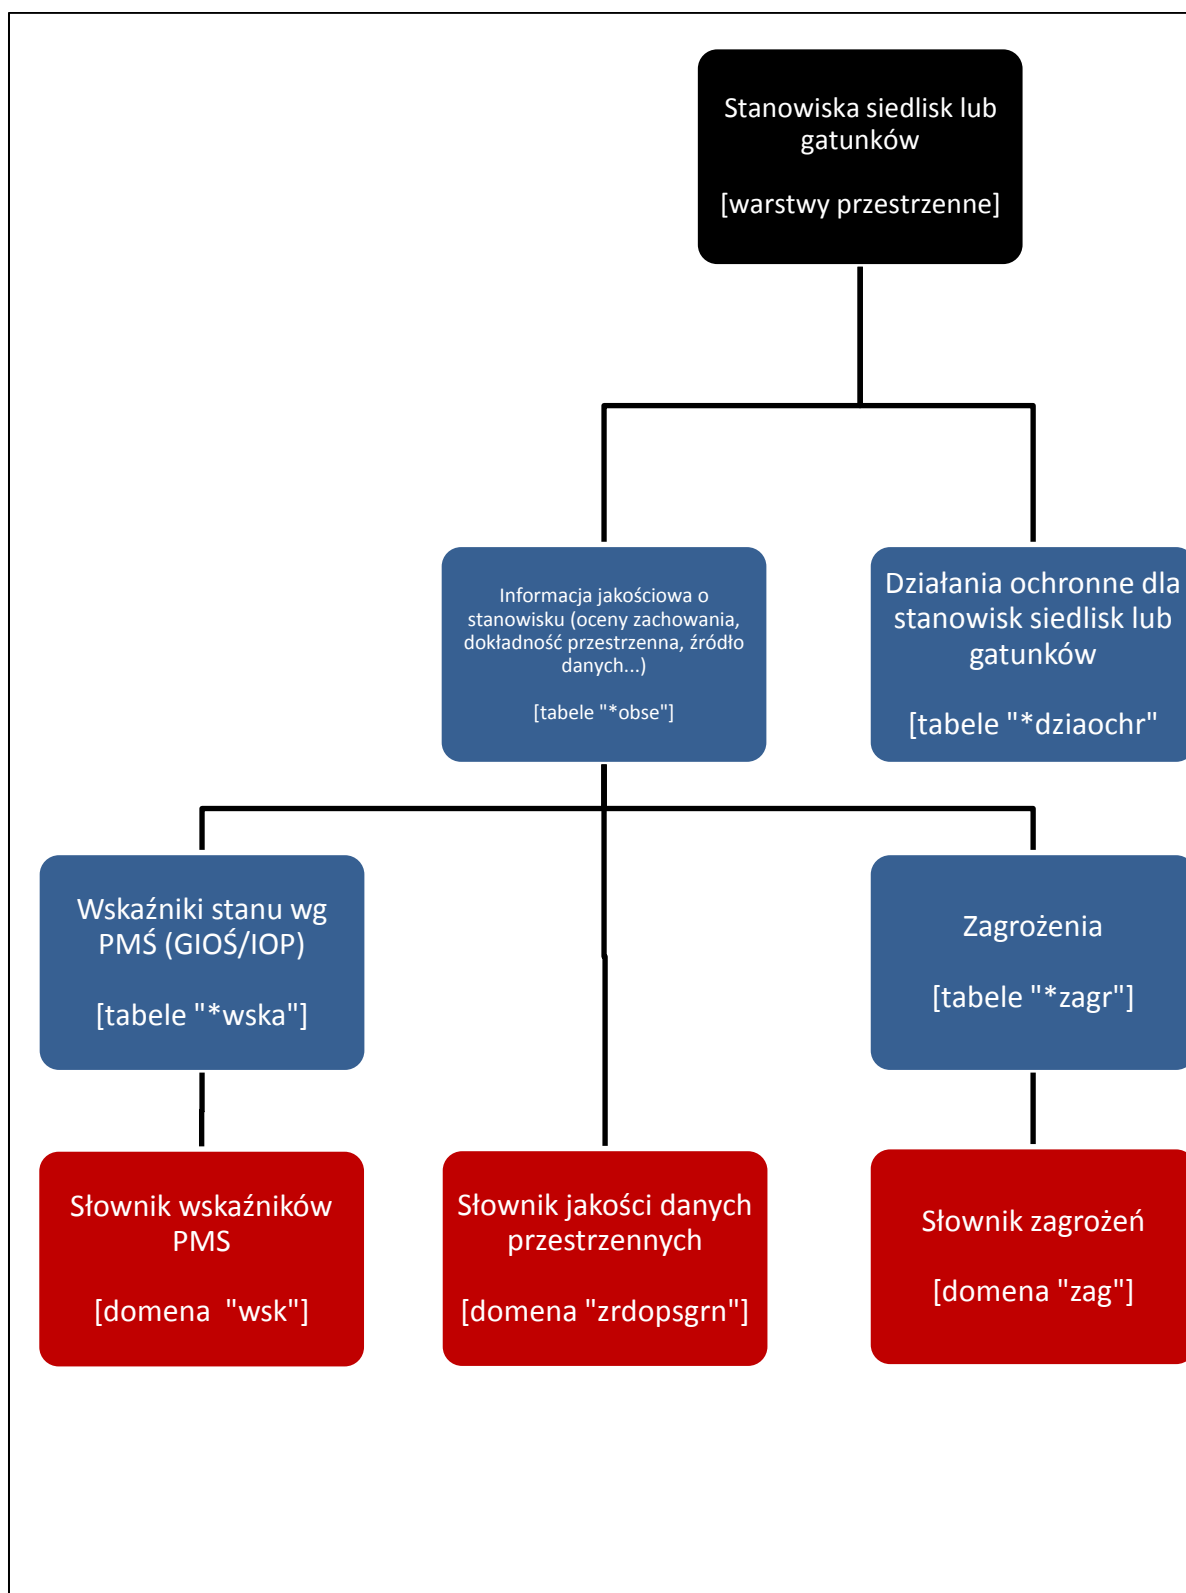 Stanowiska siedlisk lub
gatunków
[warstwy przestrzenne]
Informacja jakościowa o
stanowisku (oceny zachowania,
dokładność przestrzenna, źródło
danych...)
[tabele "*obse"]
Działania ochronne dla
stanowisk siedlisk lub
gatunków
[tabele "*dziaochr"
Wskaźniki stanu wg
PMŚ (GIOŚ/IOP)
[tabele "*wska"]
Zagrożenia
[tabele "*zagr"]
Słownik wskaźników
PMS
[domena  "wsk"]
Słownik jakości danych
przestrzennych
[domena "zrdopsgrn"]
Słownik zagrożeń
[domena "zag"]